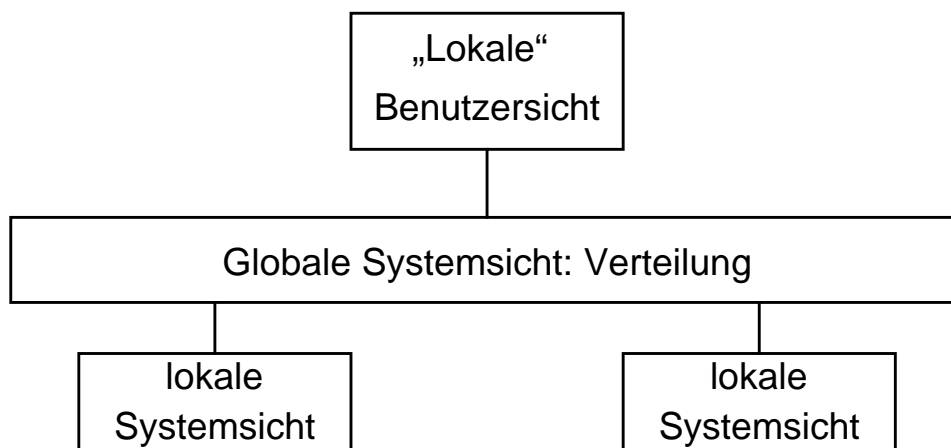 „Lokale“
Benutzersicht
Globale Systemsicht: Verteilung
lokale
Systemsicht
lokale
Systemsicht